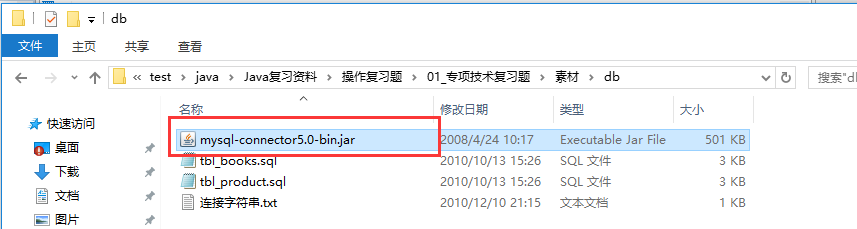 db
文件 主页 共享 查看
« test > java > Java复习资料 > 操作复习题 > 01_专项技术复习题 > 素材 > db 搜索"db"
名称 修改日期 类型 大小
快速访问
桌面
下载
文档
图片
mysql-connector5.0-bin.jar 2008/4/24 10:17 Executable Jar File 501 KB
tbl_books.sql 2010/10/13 15:26 SQL 文件 3 KB
tbl_product.sql 2010/10/13 15:26 SQL 文件 3 KB
连接字符串.txt 2010/12/10 21:15 文本文档 1 KB